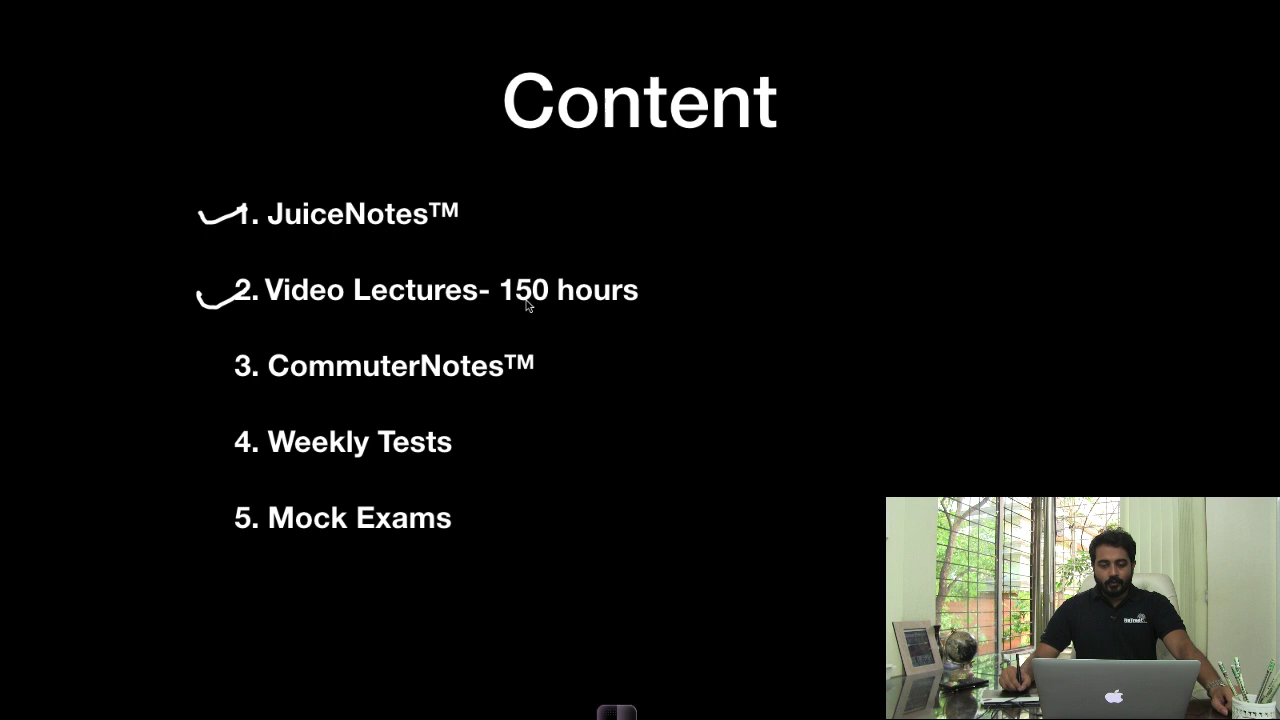 Content
1. JuiceNotes™
2. Video Lectures- 150 hours
3. CommuterNotes™
4. Weekly Tests
5. Mock Exams